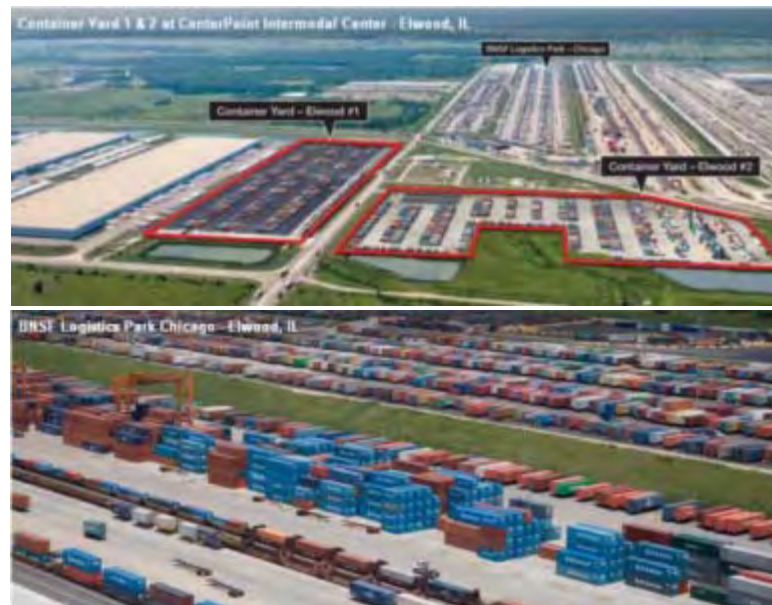 Container Yard 1 & 2 at CenterPoint Intermodal Center - Elwood, IL
BNSF Logistics Park - Chicago
Container Yard - Elwood #1
Container Yard - Elwood #2
BNSF Logistics Park Chicago - Elwood, IL